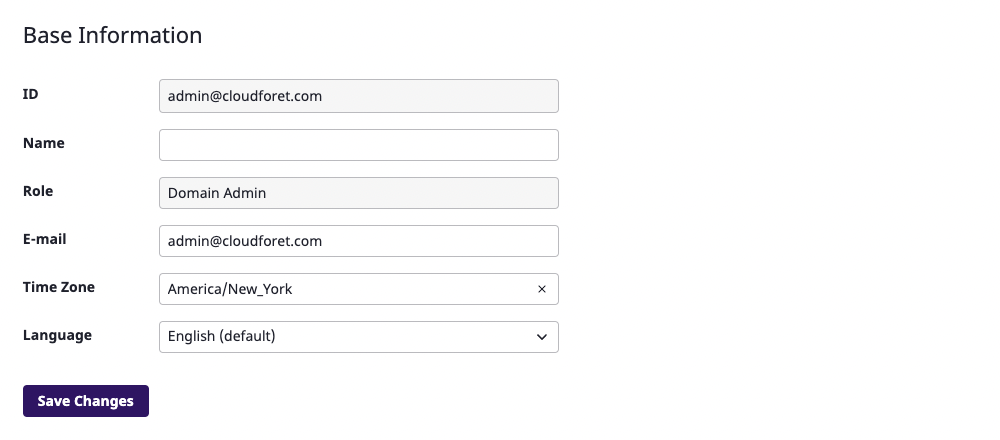 Base Information
ID
admin@cloudforet.com
Name
Role
Domain Admin
E-mail
admin@cloudforet.com
Time Zone
America/New_York
Language
English (default)
Save Changes